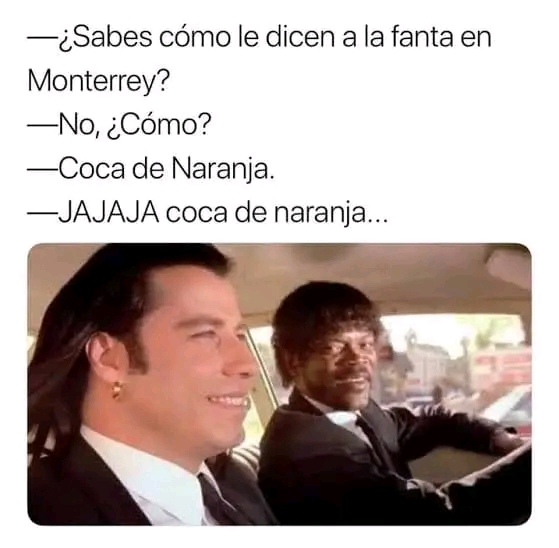 —¿Sabes cómo le dicen a la fanta en
Monterrey?
—No, ¿Cómo?
—Coca de Naranja.
—JAJAJA coca de naranja...